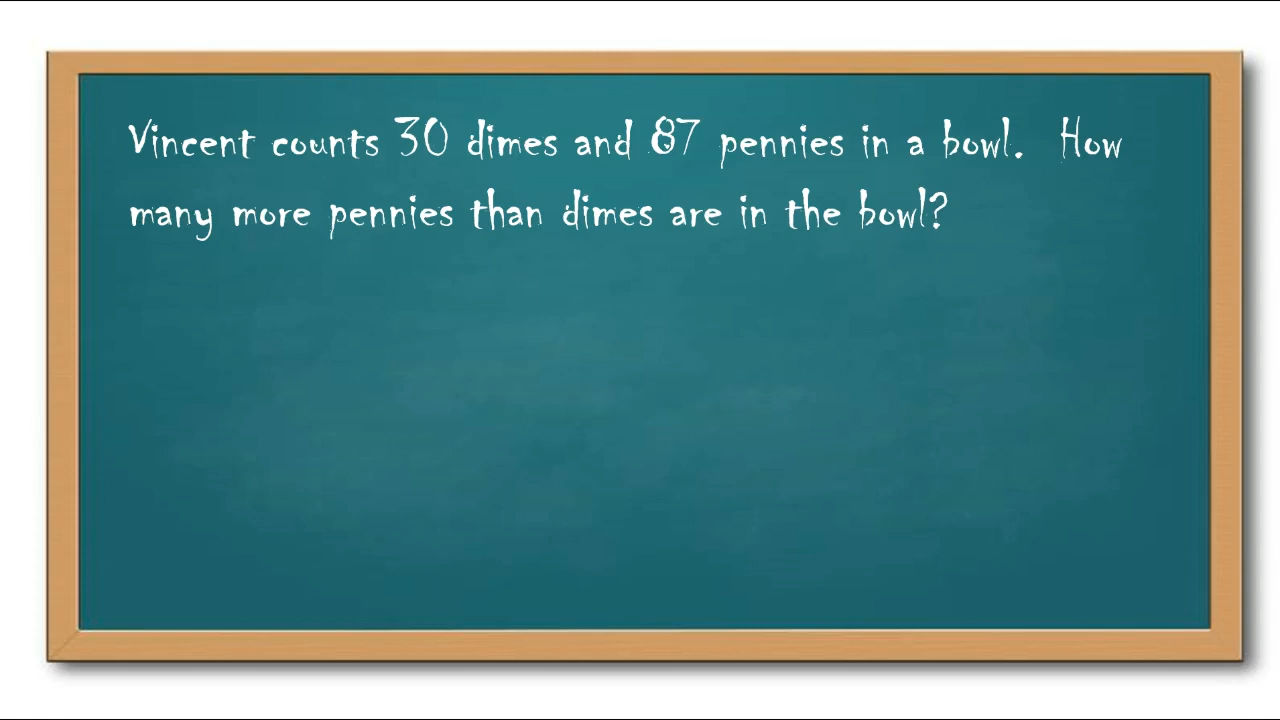 Vincent counts 30 dimes and 87 pennies in a bowl. How
many more pennies than dimes are in the bowl?